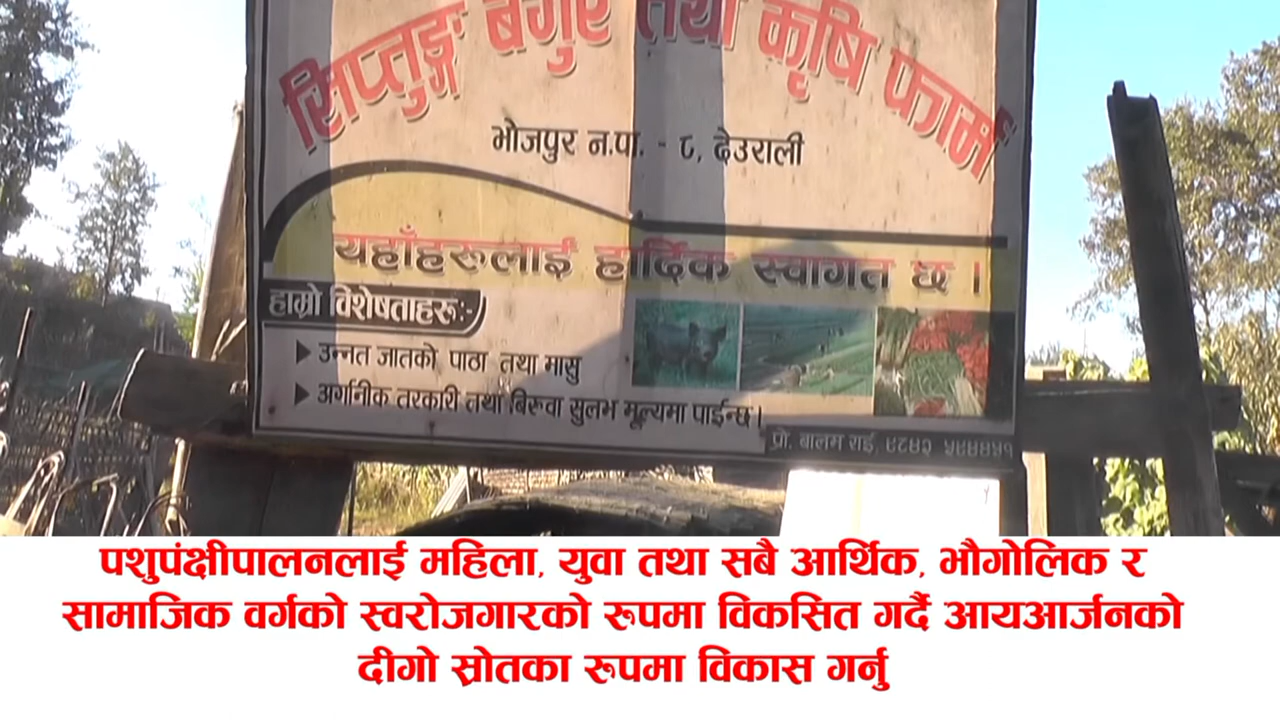 सिप्तुङ्ग बंगुर तथा कृषि फार्म
भोजपुर न.पा. - ८, देउराली
यहाँहरुलाई हार्दिक स्वागत छ ।
हाम्रो विशेषताहरुः-
उन्नत जातको पाठा तथा मासु
अर्गानीक तरकारी तथा बिरुवा सुलभ मूल्यमा पाईन्छ ।
प्रो. बालम राई, ९८४२
पशुपंक्षीपालनलाई महिला, युवा तथा सबै आर्थिक, भौगोलिक र
सामाजिक वर्गको स्वरोजगारको रुपमा विकसित गर्दै आयआर्जनको
दीगो स्रोतका रुपमा विकास गर्नु